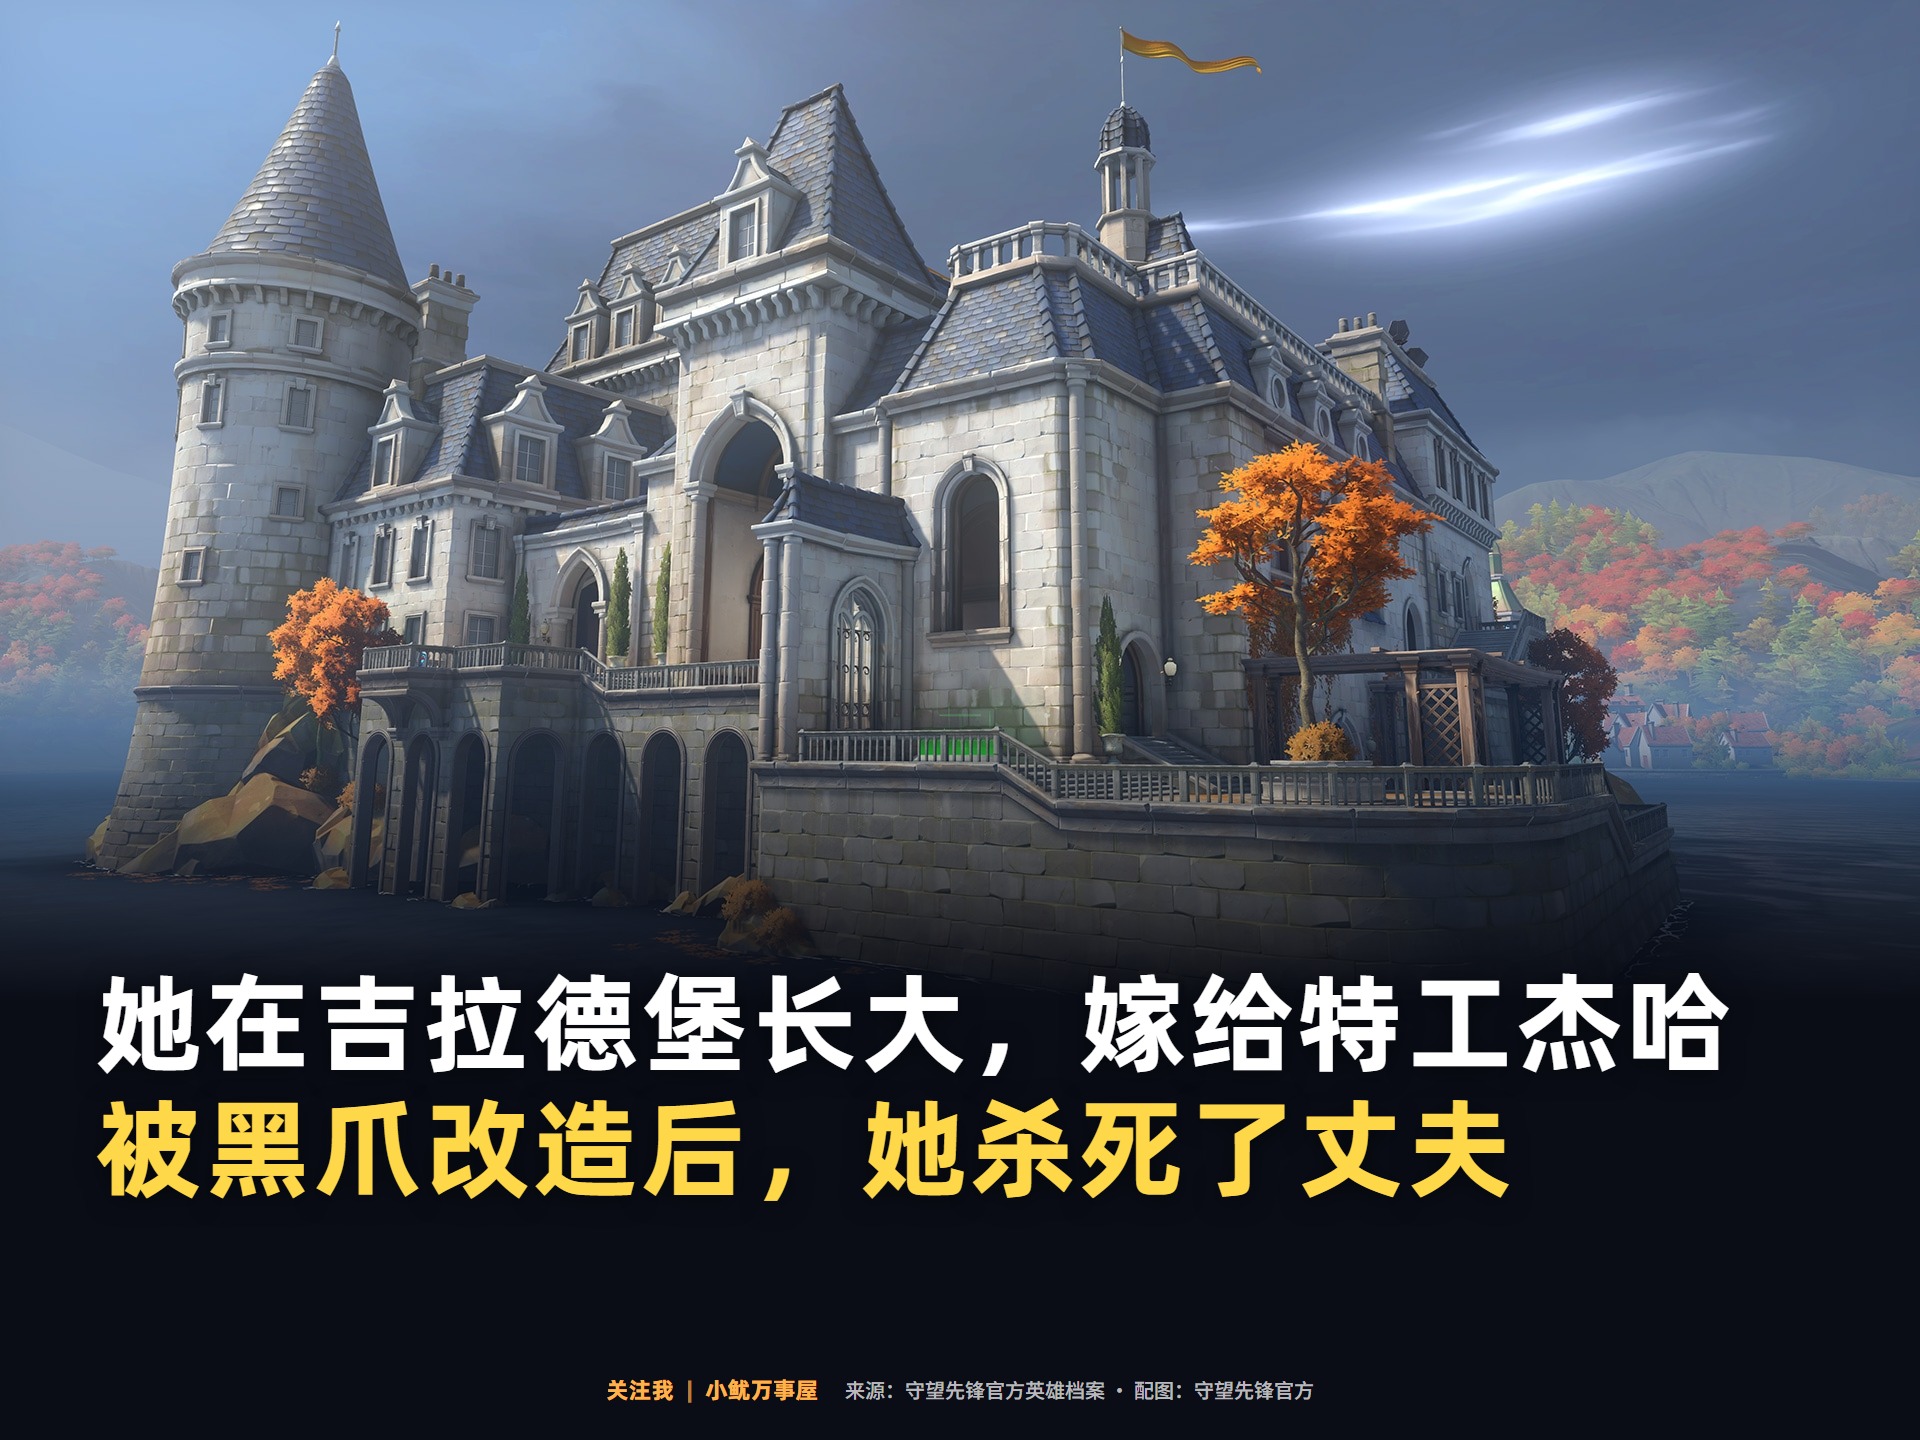 她在吉拉德堡长大，嫁给特工杰哈
被黑爪改造后，她杀死了丈夫
关注我 | 小鱿万事屋 来源：守望先锋官方英雄档案 · 配图：守望先锋官方